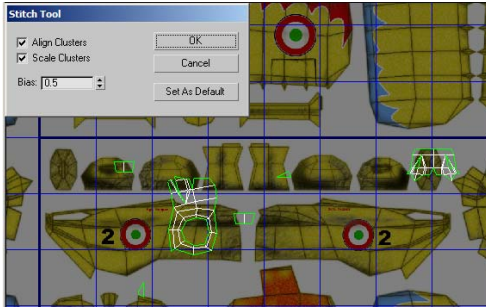 Stitch Tool
Align Clusters
Scale Clusters
Bias: 0.5
OK
Cancel
Set As Default
2
2